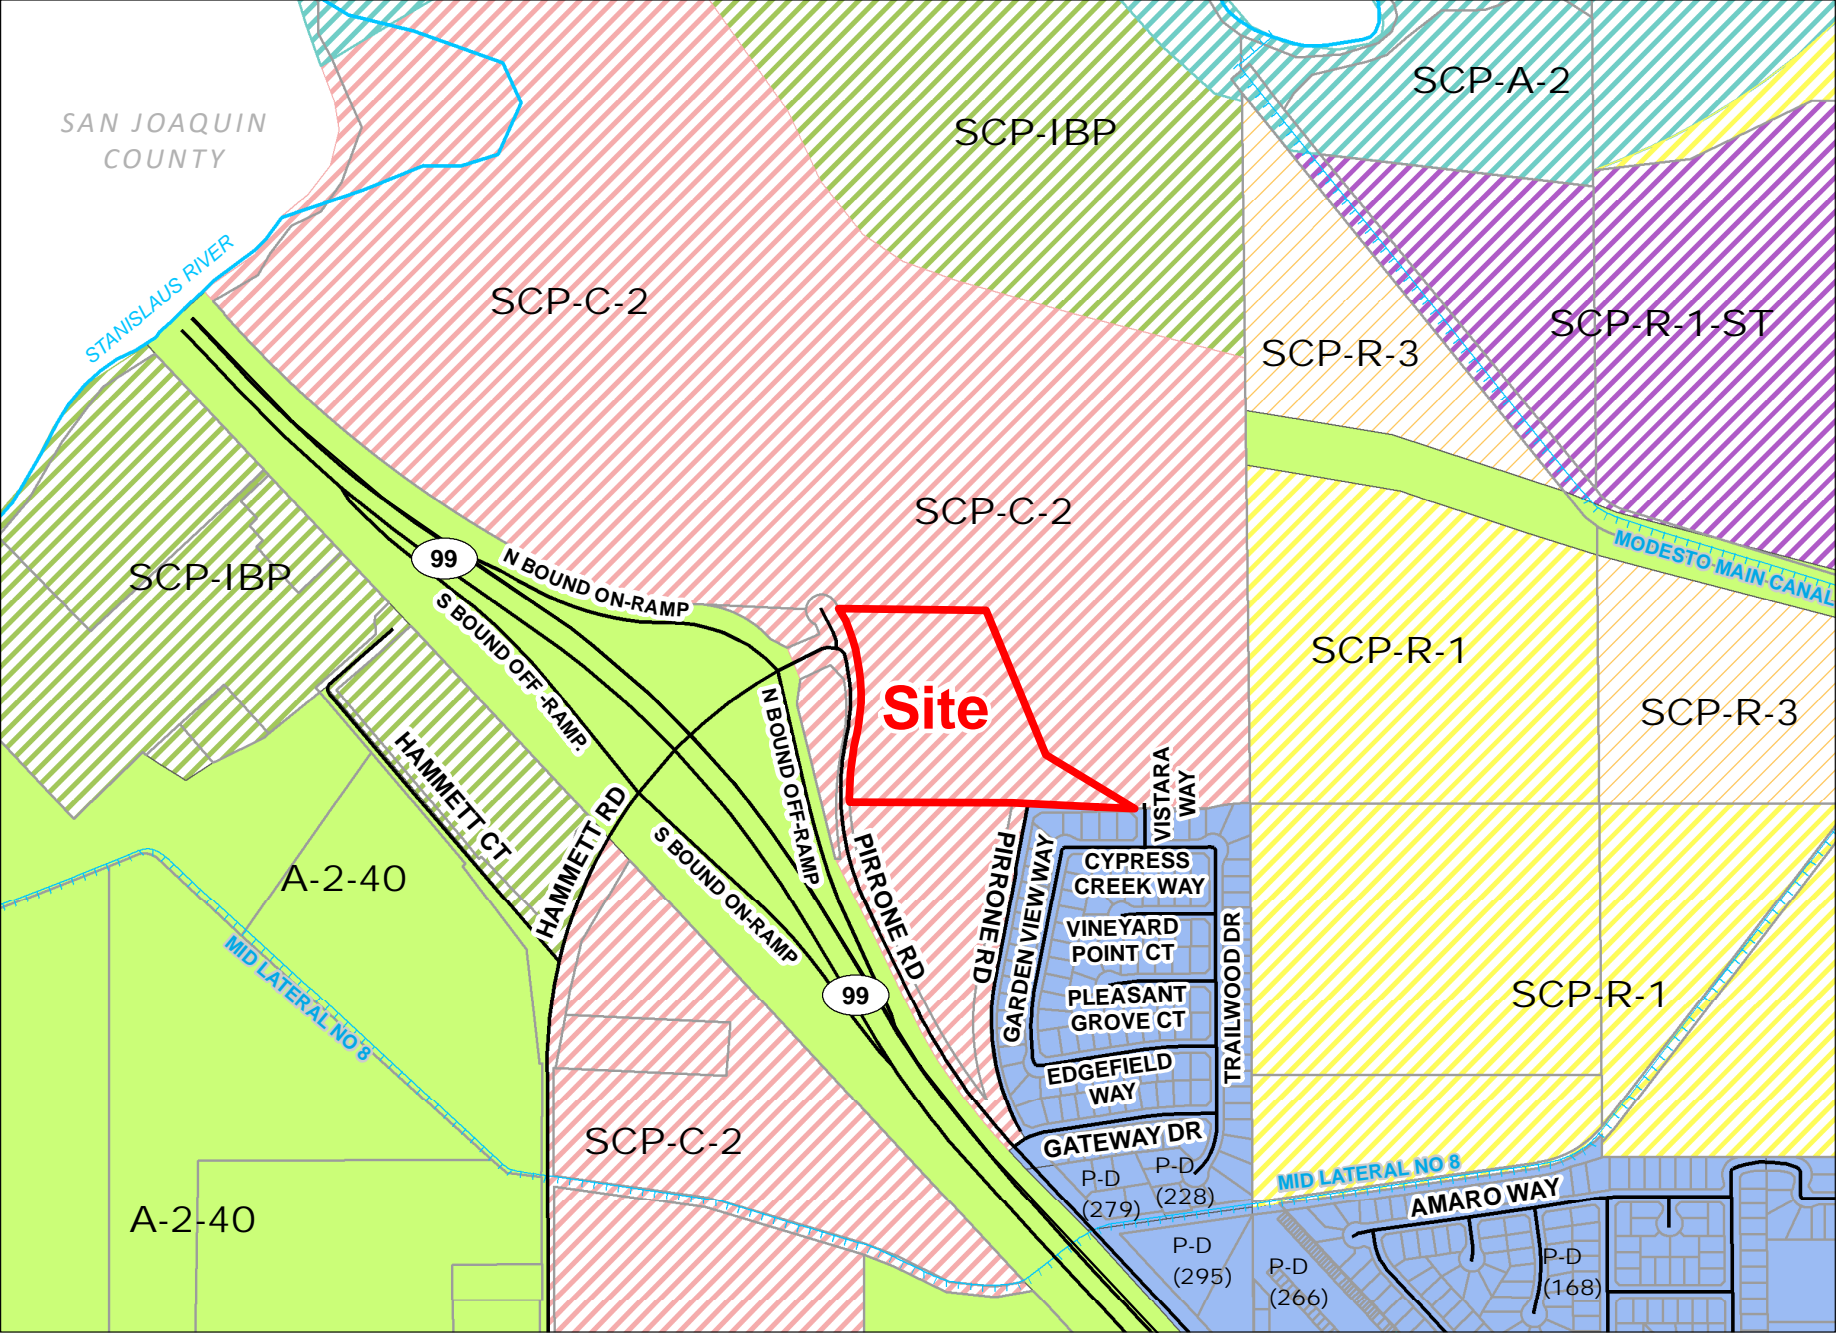 SCP-A-2
SAN JOAQUIN
COUNTY
SCP-IBP
STANISLAUS RIVER
SCP-C-2
SCP-R-1-ST
SCP-R-3
SCP-C-2
MODESTO MAIN CANAL
99
N BOUND ON-RAMP
SCP-IBP
S BOUND OFF -RAMP.
SCP-R-1
Site
SCP-R-3
N BOUND OFF-RAMP
HAMMETT CT
HAMMETT RD
VISTARA
WAY
S BOUND ON-RAMP
PIRRONE RD
PIRRONE RD
GARDEN VIEW WAY
CYPRESS
CREEK WAY
A-2-40
VINEYARD
POINT CT
TRAILWOOD DR
MID LATERAL NO 8
99
PLEASANT
GROVE CT
SCP-R-1
EDGEFIELD
WAY
SCP-C-2
GATEWAY DR
P-D
(279)
P-D
(228)
MID LATERAL NO 8
AMARO WAY
A-2-40
P-D
(295)
P-D
(266)
P-D
(168)